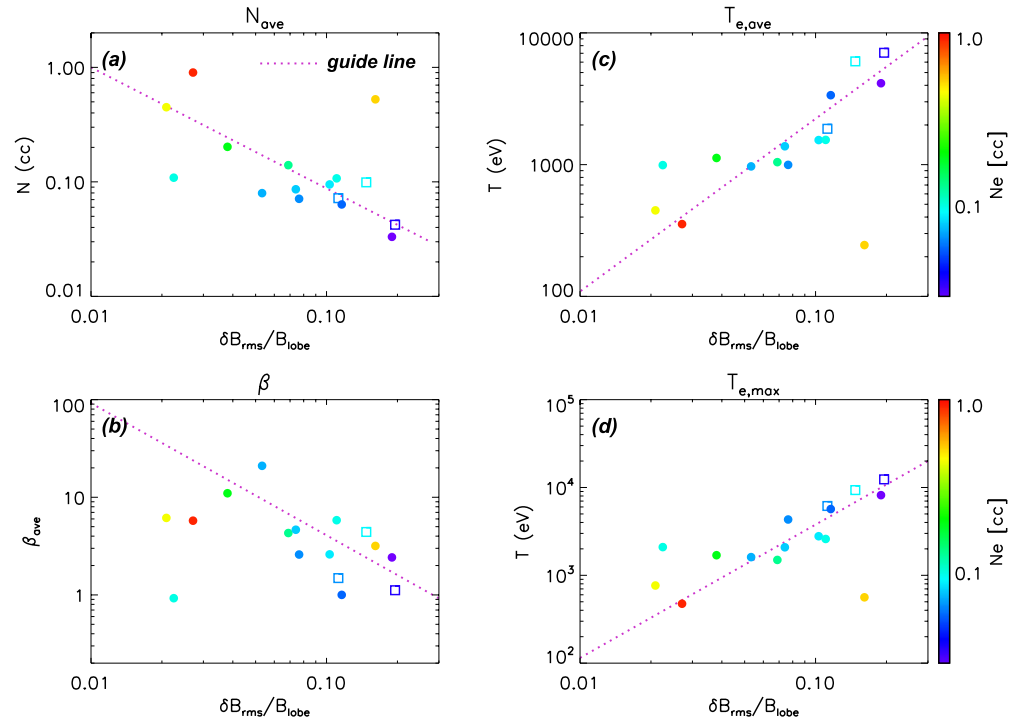 N_ave
(a)
guide line
N (cc)
1.00
0.10
0.01
0.01
0.10
δB_rms/B_lobe
T_e,ave
(c)
T (eV)
10000
1000
100
0.01
0.10
δB_rms/B_lobe
1.0
0.1
Ne [cc]
β
(b)
β_ave
100
10
1
0.01
0.10
δB_rms/B_lobe
T_e,max
(d)
T (eV)
10^5
10^4
10^3
10^2
0.01
0.10
δB_rms/B_lobe
1.0
0.1
Ne [cc]